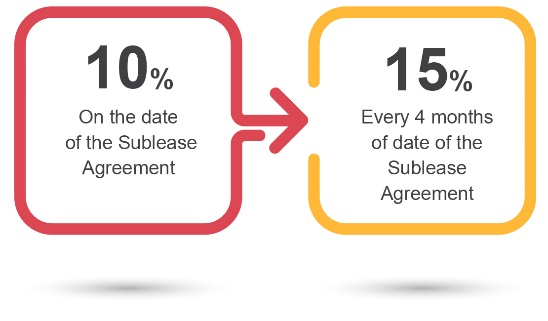 10%
On the date
of the Sublease
Agreement
15%
Every 4 months
of date of the
Sublease
Agreement